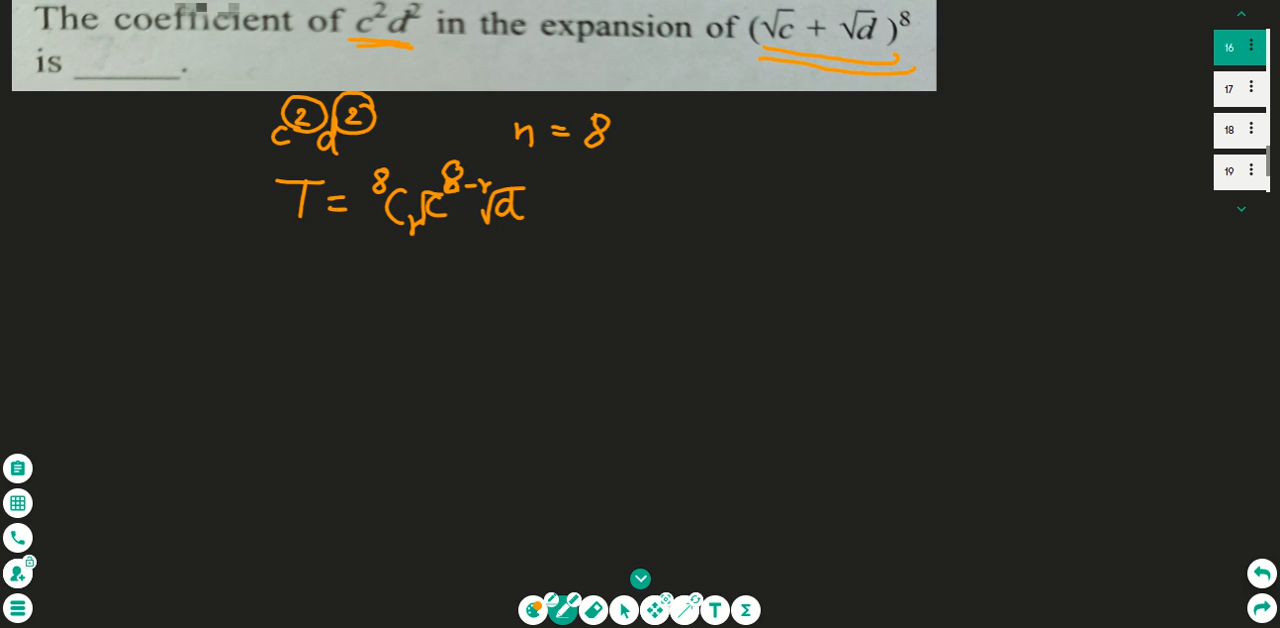 The coefficient of c²d² in the expansion of (√c + √d )⁸
is ______.
c²d² n = 8
T = ⁸Cᵣ√c⁸⁻ʳ√d
16
17
18
19
T
Σ